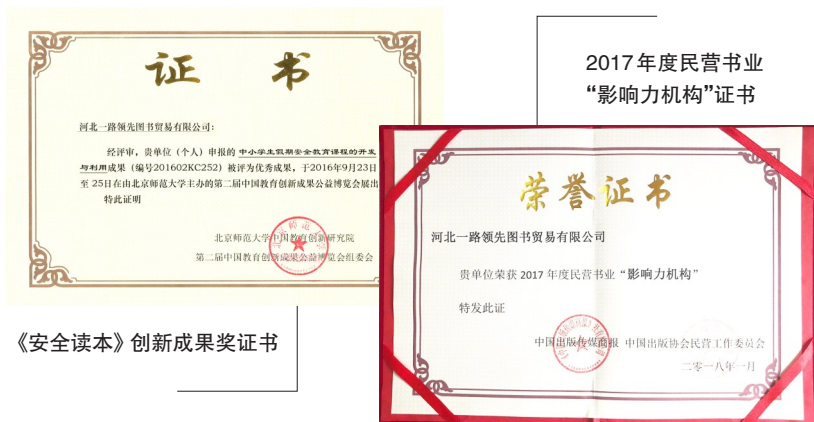 证 书
河北一路领先图书贸易有限公司：
经评审，贵单位（个人）申报的 中小学生假期安全教育课程的开发
与利用成果（编号201602KC252）被评为优秀成果，于2016年9月23日
至 25日在由北京师范大学主办的第二届中国教育创新成果公益博览会展出
特此证明
北京师范大学中国教育创新研究院
第二届中国教育创新成果公益博览会组委会
《安全读本》创新成果奖证书
2017年度民营书业
“影响力机构”证书
荣誉证书
河北一路领先图书贸易有限公司
贵单位荣获 2017 年度民营书业“影响力机构”
特发此证
中国出版传媒商报 中国出版协会民营工作委员会
二零一八年一月